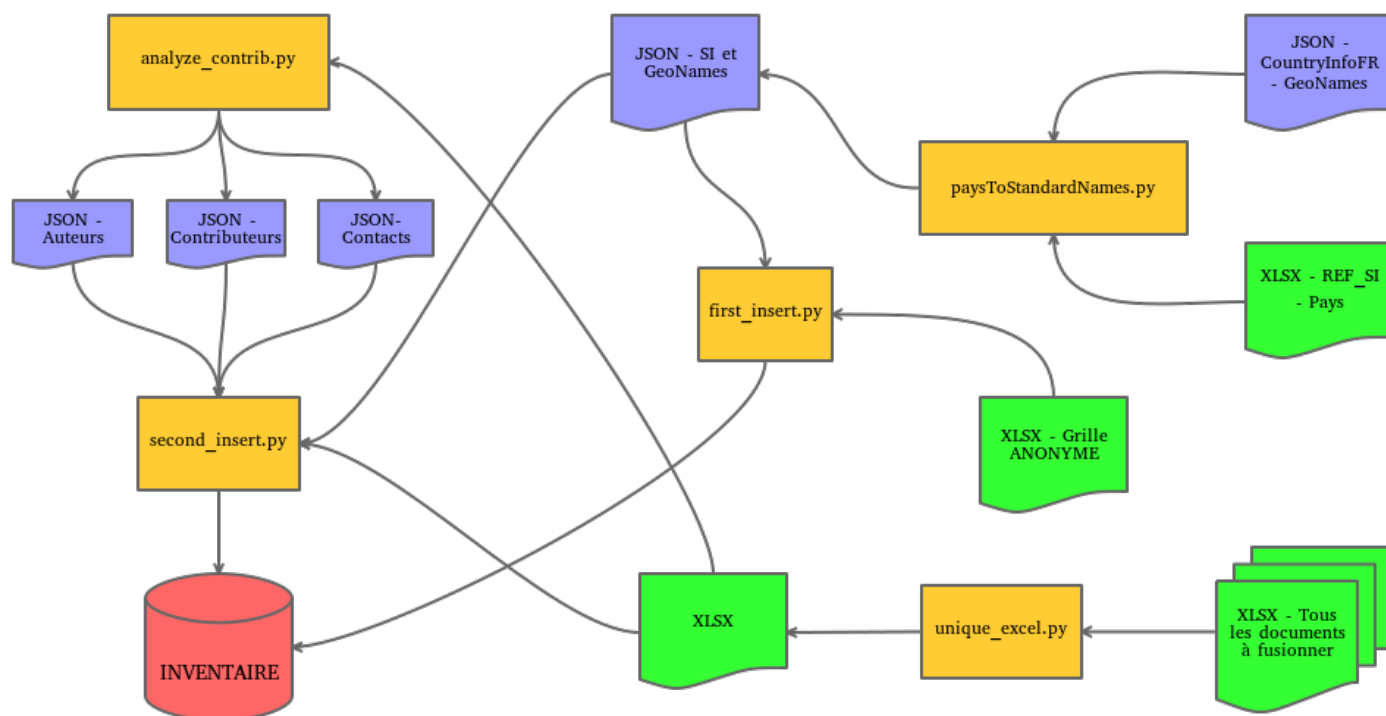 analyze_contrib.py
JSON - SI et
GeoNames
JSON -
CountryInfoFR
- GeoNames
paysToStandardNames.py
JSON -
Auteurs
JSON -
Contributeurs
JSON-
Contacts
XLSX - REF_SI
- Pays
first_insert.py
second_insert.py
XLSX - Grille
ANONYME
XLSX
unique_excel.py
XLSX - Tous
les documents
à fusionner
INVENTAIRE